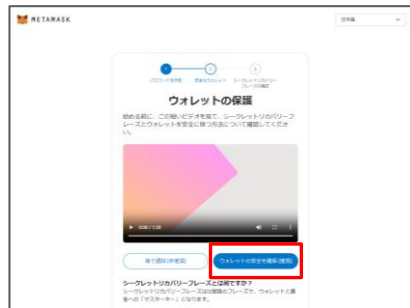 METAMASK
日本語
1
2
3
パスワードを作成
安全なウォレット
シークレットリカバリーフレーズの確認
ウォレットの保護
始める前に、この短いビデオを見て、シークレットリカバリーフ
レーズとウォレットを安全に保つ方法について確認してくださ
い。
0:00 / 1:35
後で通知(非推奨)
ウォレットの安全を確保(推奨)
シークレットリカバリーフレーズとは何ですか？
シークレットリカバリーフレーズは12単語のフレーズで、ウォレットと資
金への「マスターキー」となります。